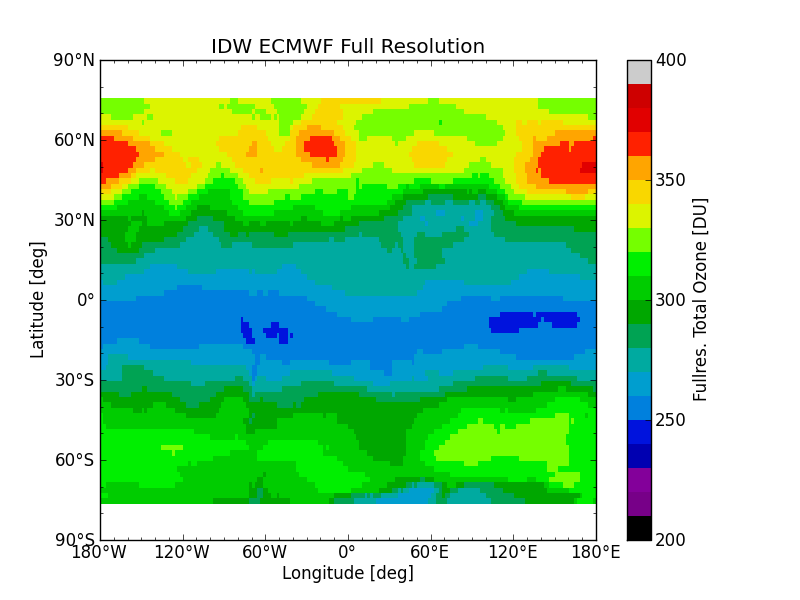 IDW ECMWF Full Resolution
90°N
60°N
30°N
0°
30°S
60°S
90°S
180°W 120°W 60°W 0° 60°E 120°E 180°E
Longitude [deg]
Latitude [deg]
400
350
300
250
200
Fullres. Total Ozone [DU]